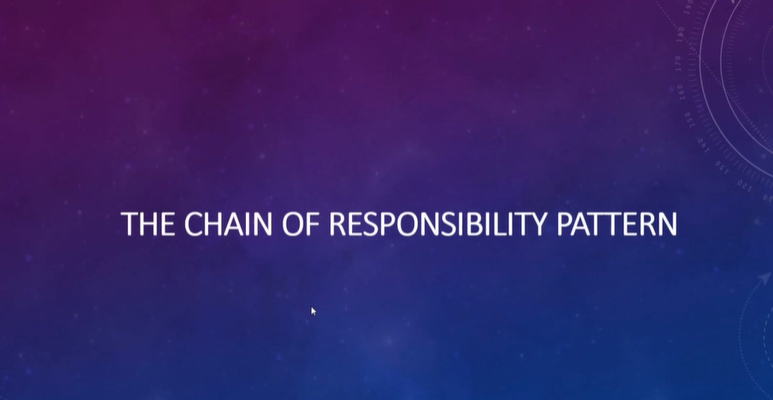 THE CHAIN OF RESPONSIBILITY PATTERN